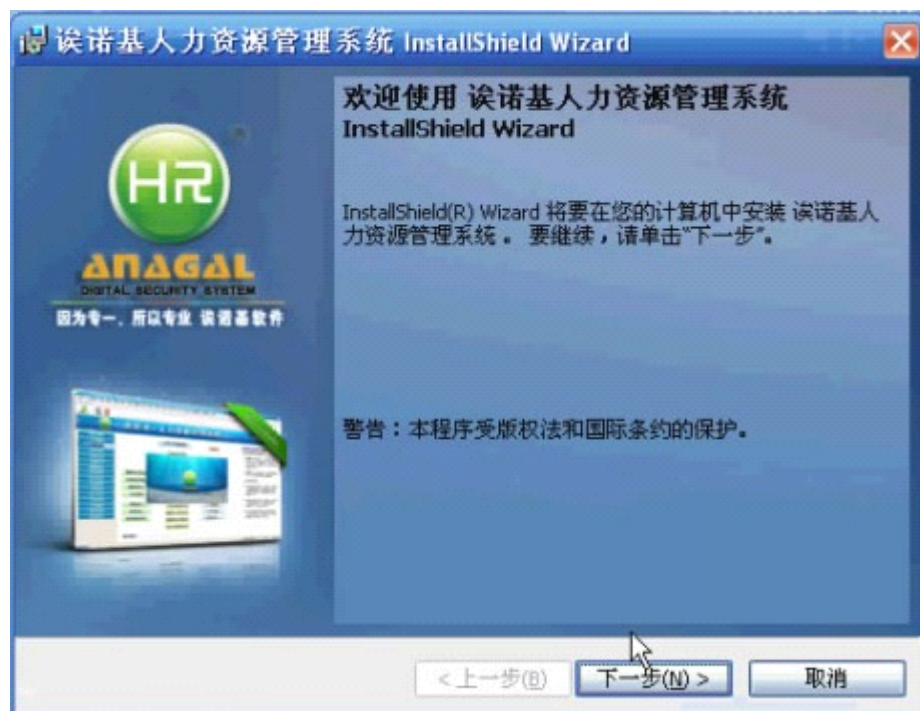 诶诺基人力资源管理系统 InstallShield Wizard
欢迎使用 诶诺基人力资源管理系统
InstallShield Wizard
HR
ANAGAL
DIGITAL SECURITY SYSTEM
因为专一，所以专业 诶诺基软件
InstallShield(R) Wizard 将要在您的计算机中安装 诶诺基人
力资源管理系统 。 要继续，请单击"下一步"。
警告：本程序受版权法和国际条约的保护。
<上一步(B)
下一步(N) >
取消